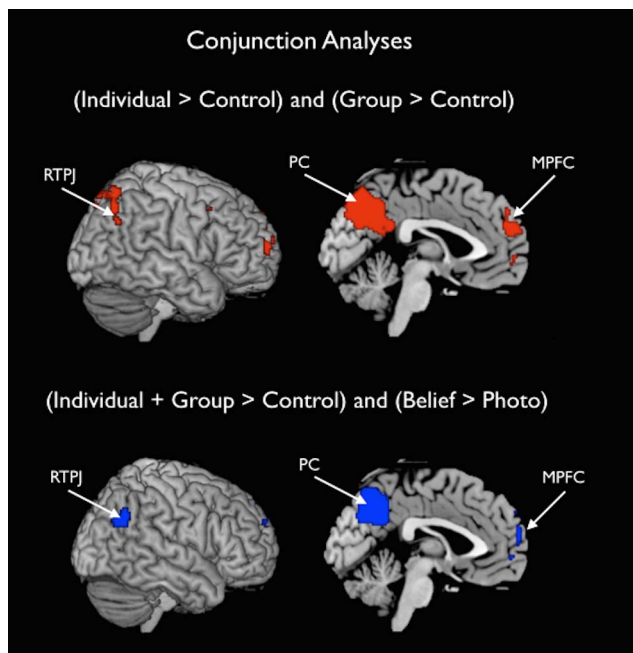 Conjunction Analyses
(Individual > Control) and (Group > Control)
RTPJ
PC
MPFC
(Individual + Group > Control) and (Belief > Photo)
RTPJ
PC
MPFC